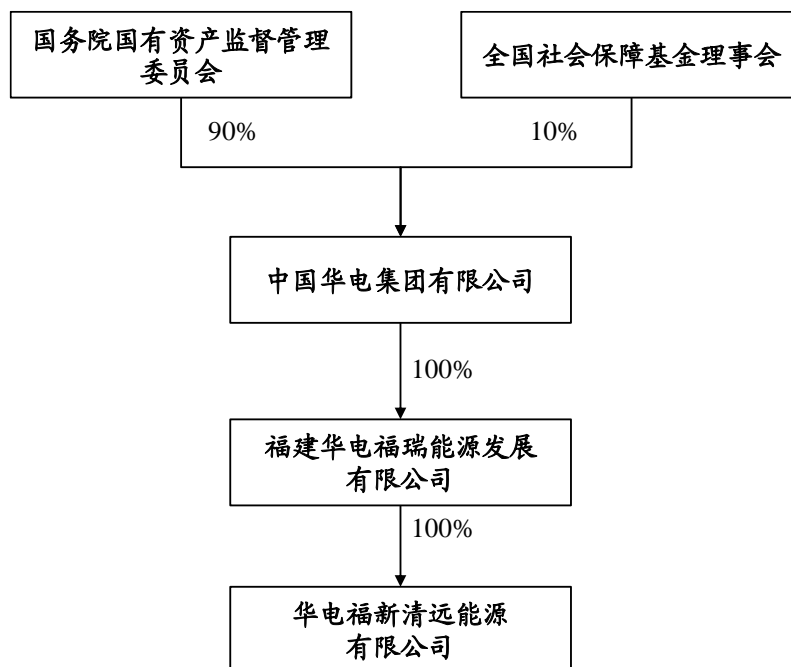 国务院国有资产监督管理
委员会
全国社会保障基金理事会
90%
10%
中国华电集团有限公司
100%
福建华电福瑞能源发展
有限公司
100%
华电福新清远能源
有限公司